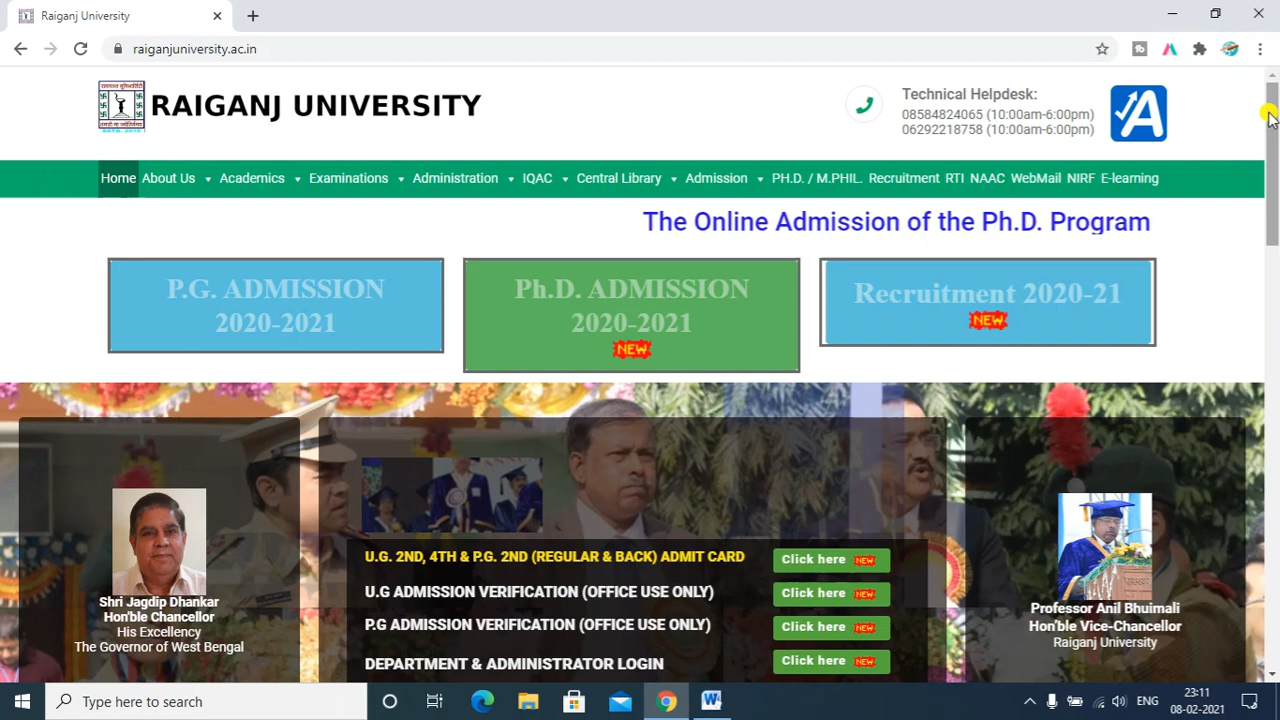 Raiganj University
raiganjuniversity.ac.in
RAIGANJ UNIVERSITY
Technical Helpdesk:
08584824065 (10:00am-6:00pm)
06292218758 (10:00am-6:00pm)
Home About Us Academics Examinations Administration IQAC Central Library Admission PH.D. / M.PHIL. Recruitment RTI NAAC WebMail NIRF E-learning
The Online Admission of the Ph.D. Program
P.G. ADMISSION
2020-2021
Ph.D. ADMISSION
2020-2021
NEW
Recruitment 2020-21
NEW
Shri Jagdip Dhankar
Hon'ble Chancellor
His Excellency
The Governor of West Bengal
U.G. 2ND, 4TH & P.G. 2ND (REGULAR & BACK) ADMIT CARD Click here NEW
U.G ADMISSION VERIFICATION (OFFICE USE ONLY) Click here NEW
P.G ADMISSION VERIFICATION (OFFICE USE ONLY) Click here NEW
DEPARTMENT & ADMINISTRATOR LOGIN Click here NEW
Professor Anil Bhuimali
Hon'ble Vice-Chancellor
Raiganj University
Type here to search
ENG
23:11
08-02-2021